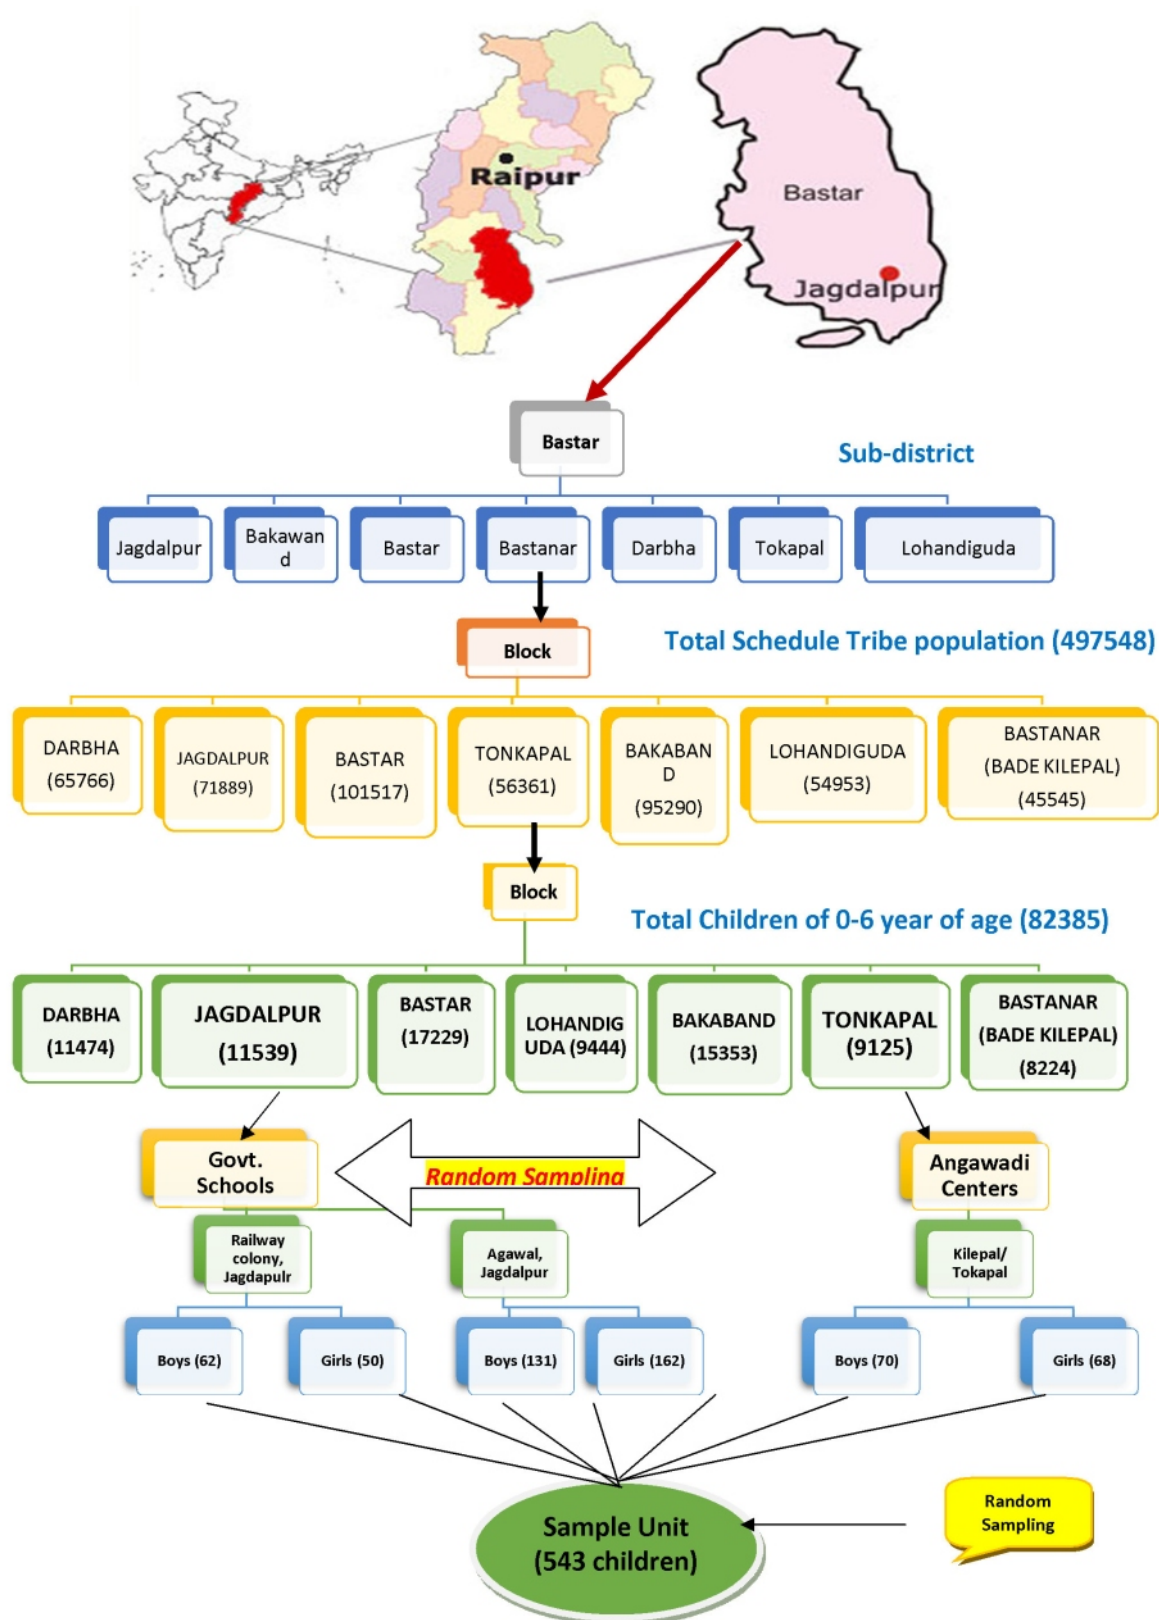 Raipur
Bastar
Jagdalpur
Bastar
Sub-district
Jagdalpur
Bakawan
d
Bastar
Bastanar
Darbha
Tokapal
Lohandiguda
Block
Total Schedule Tribe population (497548)
DARBHA
(65766)
JAGDALPUR
(71889)
BASTAR
(101517)
TONKAPAL
(56361)
BAKABAN
D
(95290)
LOHANDIGUDA
(54953)
BASTANAR
(BADE KILEPAL)
(45545)
Block
Total Children of 0-6 year of age (82385)
DARBHA
(11474)
JAGDALPUR
(11539)
BASTAR
(17229)
LOHANDIG
UDA (9444)
BAKABAND
(15353)
TONKAPAL
(9125)
BASTANAR
(BADE KILEPAL)
(8224)
Govt.
Schools
Random Sampling
Angawadi
Centers
Railway
colony,
Jagdapulr
Agawal,
Jagdalpur
Kilepal/
Tokapal
Boys (62)
Girls (50)
Boys (131)
Girls (162)
Boys (70)
Girls (68)
Sample Unit
(543 children)
Random
Sampling